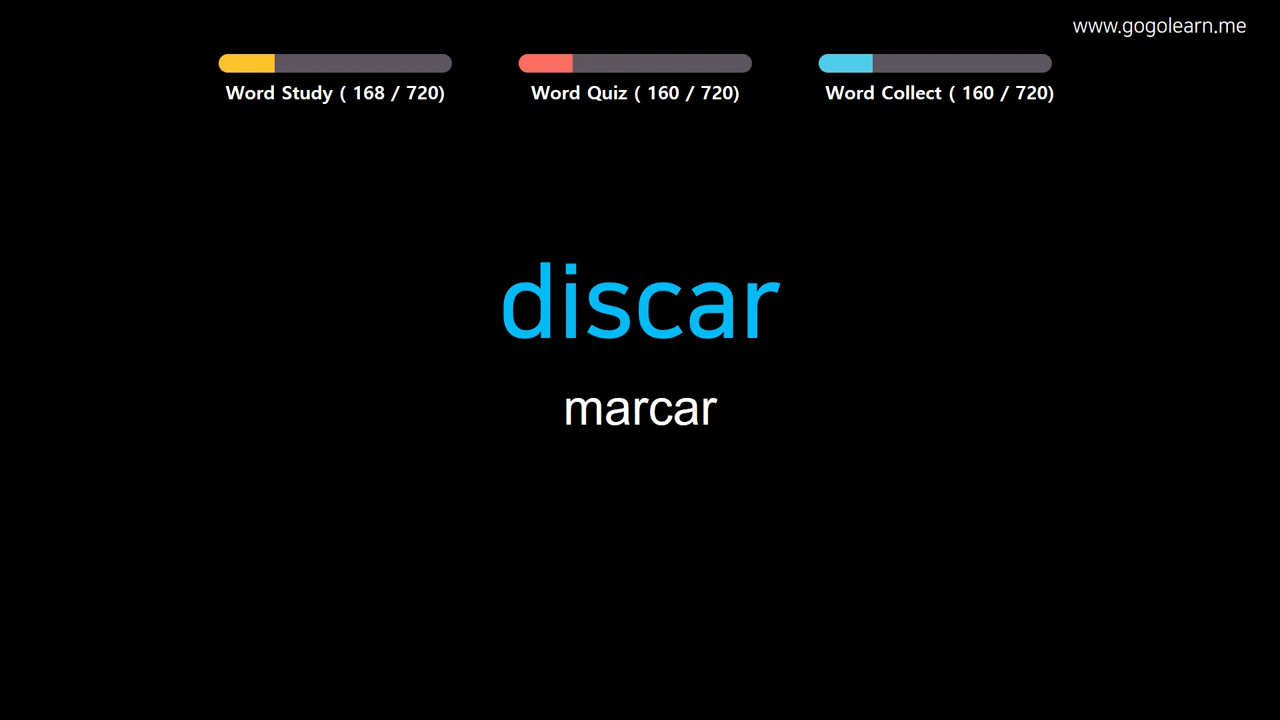 www.gogolearn.me
Word Study ( 168 / 720)
Word Quiz ( 160 / 720)
Word Collect ( 160 / 720)
discar
marcar